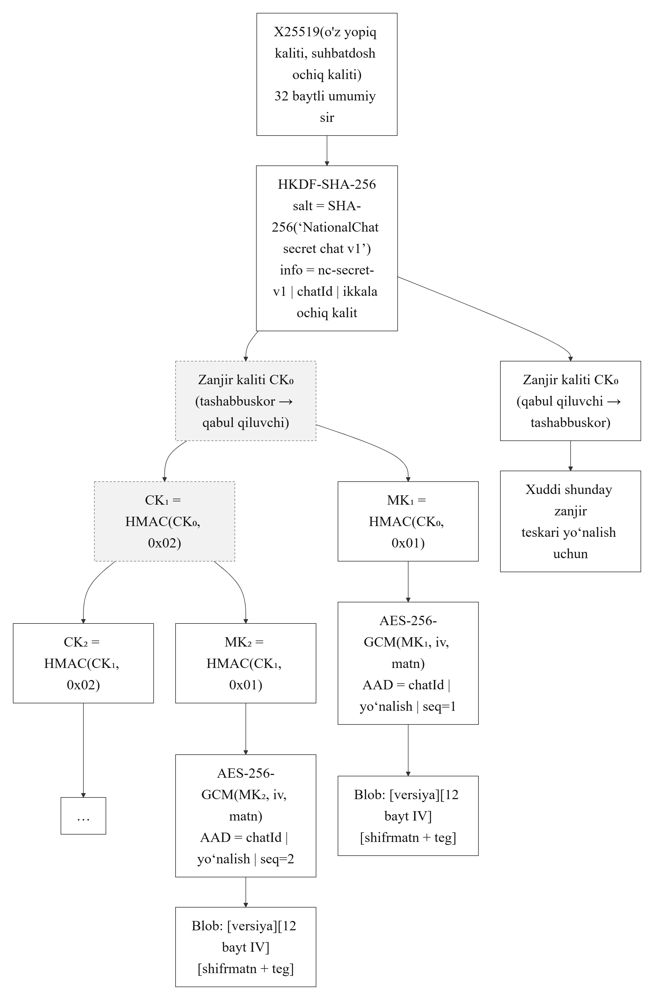 X25519(o'z yopiq
kaliti, suhbatdosh
ochiq kaliti)
32 baytli umumiy
sir
HKDF-SHA-256
salt = SHA-
256(‘NationalChat
secret chat v1’)
info = nc-secret-
v1 | chatId | ikkala
ochiq kalit
Zanjir kaliti CK₀
(tashabbuskor →
qabul qiluvchi)
Zanjir kaliti CK₀
(qabul qiluvchi →
tashabbuskor)
CK₁ =
HMAC(CK₀,
0x02)
MK₁ =
HMAC(CK₀,
0x01)
Xuddi shunday
zanjir
teskari yo‘nalish
uchun
CK₂ =
HMAC(CK₁,
0x02)
MK₂ =
HMAC(CK₁,
0x01)
AES-256-
GCM(MK₁, iv,
matn)
AAD = chatId |
yo‘nalish | seq=1
…
AES-256-
GCM(MK₂, iv,
matn)
AAD = chatId |
yo‘nalish | seq=2
Blob: [versiya][12
bayt IV]
[shifrmatn + teg]
Blob: [versiya][12
bayt IV]
[shifrmatn + teg]